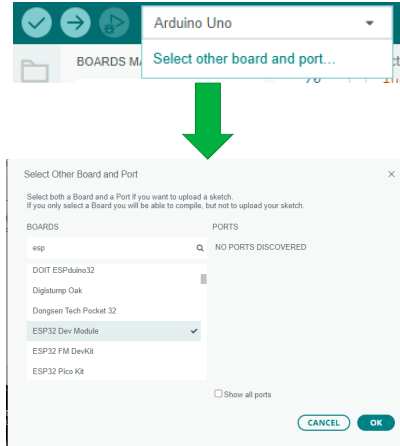 Arduino Uno
BOARDS MA
Select other board and port...
Select Other Board and Port
Select both a Board and a Port if you want to upload a sketch.
If you only select a Board you will be able to compile, but not to upload your sketch.
BOARDS
PORTS
esp
NO PORTS DISCOVERED
DOIT ESPduino32
Digistump Oak
Dongsen Tech Pocket 32
ESP32 Dev Module
ESP32 FM DevKit
ESP32 Pico Kit
Show all ports
CANCEL
OK